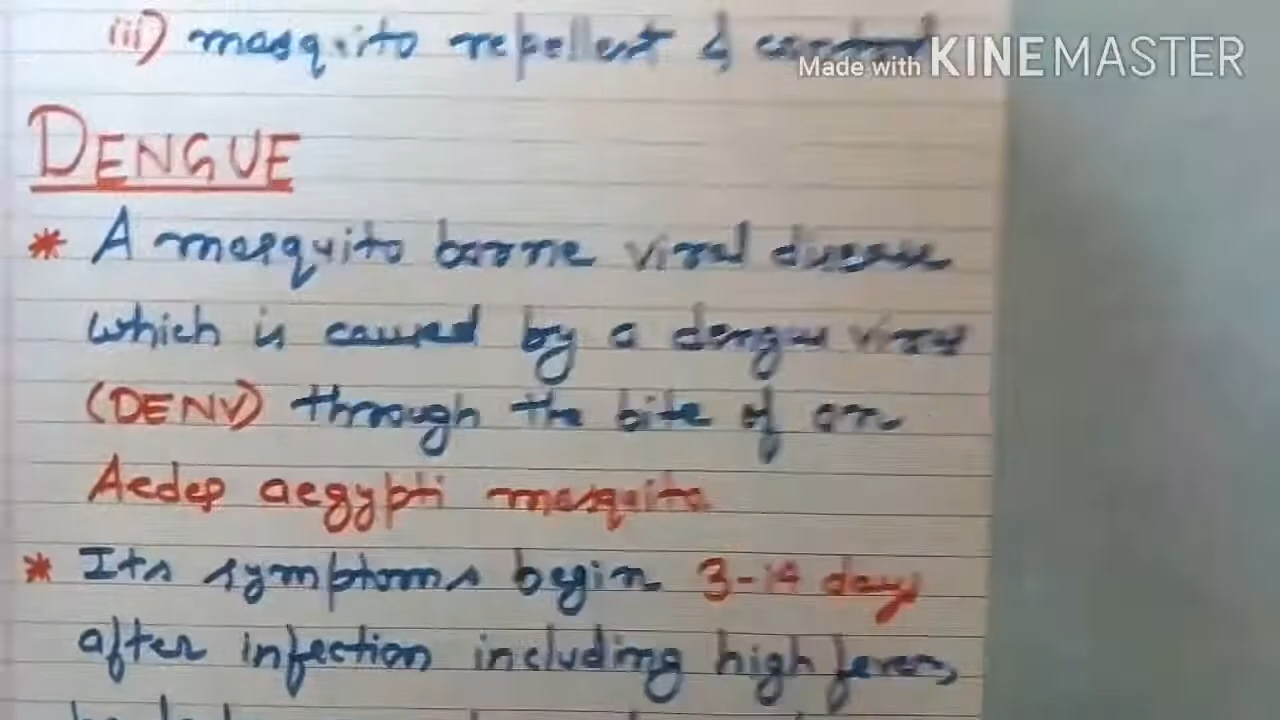 iii) mosquito repellent & control
Made with KINEMASTER
DENGUE
* A mosquito borne viral disease
which is caused by a dengue virus
(DENV) through the bite of an
Aedes aegypti mosquito
* Its symptoms begin 3-14 days
after infection including high fever,